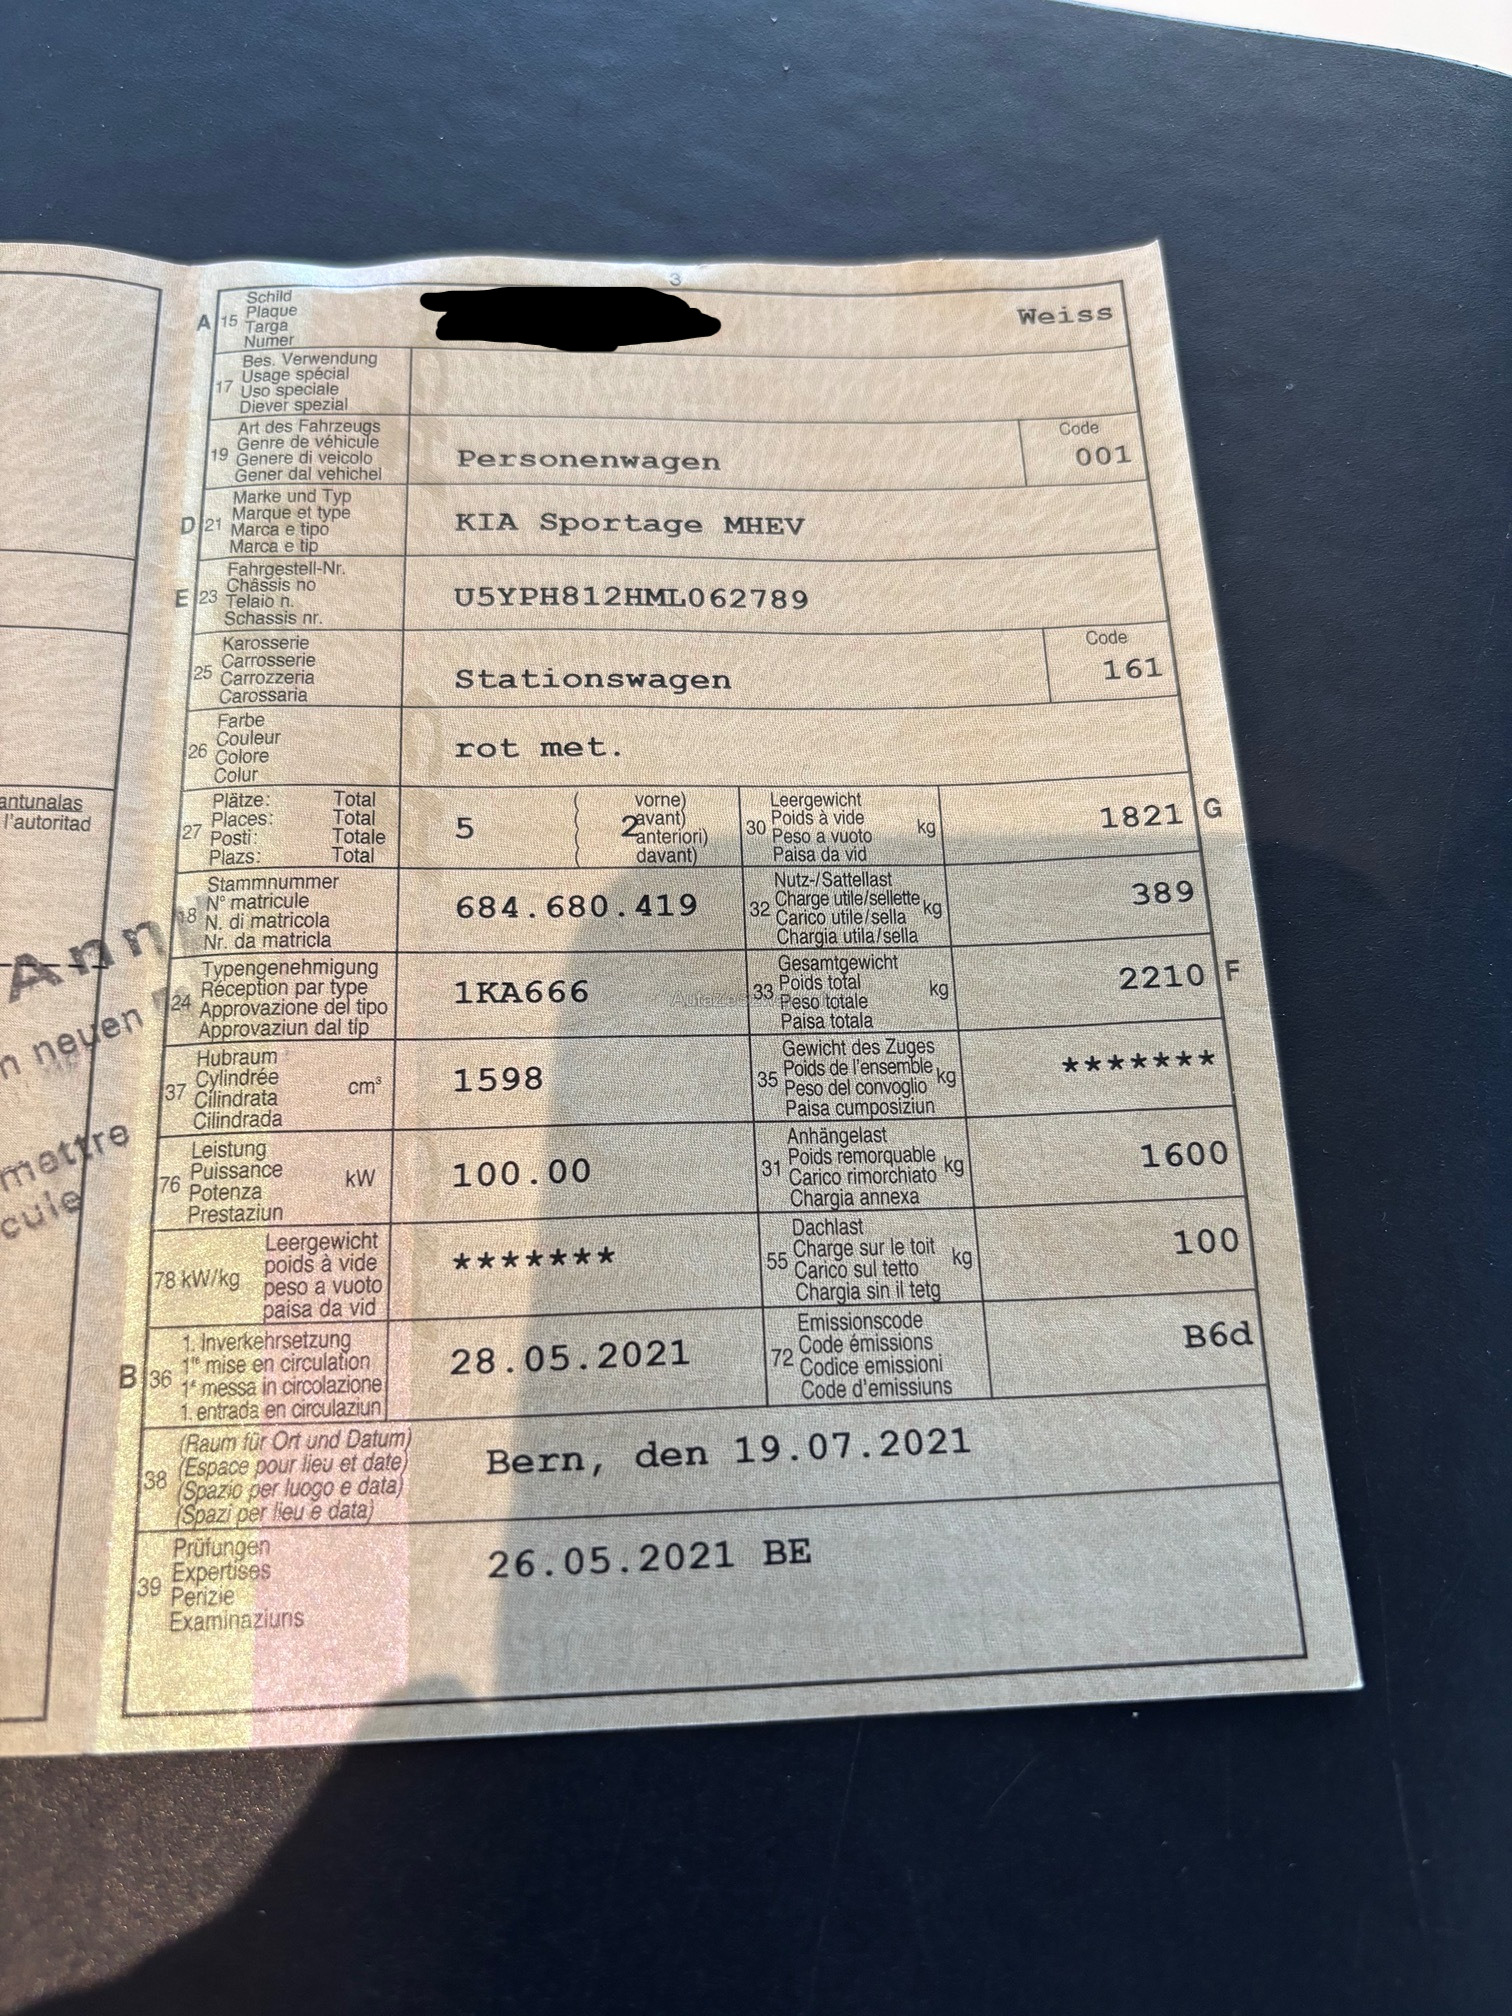 3
A 15 Schild
Plaque
Targa
Numer
Weiss
17 Bes. Verwendung
Usage spécial
Uso speciale
Diever spezial
19 Art des Fahrzeugs
Genre de véhicule
Genere di veicolo
Gener dal vehichel
Personenwagen
Code
001
D 21 Marke und Typ
Marque et type
Marca e tipo
Marca e tip
KIA Sportage MHEV
E 23 Fahrgestell-Nr.
Châssis no
Telaio n.
Schassis nr.
U5YPH812HML062789
25 Karosserie
Carrosserie
Carrozzeria
Carossaria
Stationswagen
Code
161
26 Farbe
Couleur
Colore
Colur
rot met.
27 Plätze: Total
Places: Total
Posti: Totale
Plazs: Total
5
( vorne)
( avant)
( anteriori)
( davant)
2
30 Leergewicht
Poids à vide
Peso a vuoto
Paisa da vid
kg
1821 G
antunalas
l'autoritad
18 Stammnummer
N° matricule
N. di matricola
Nr. da matricla
684.680.419
32 Nutz-/Sattellast
Charge utile/sellette
Carico utile/sella
Chargia utila/sella
kg
389
Ann
n neuen
mettre
cule
24 Typengenehmigung
Réception par type
Approvazione del tipo
Approvaziun dal tip
1KA666
33 Gesamtgewicht
Poids total
Peso totale
Paisa totala
kg
2210 F
37 Hubraum
Cylindrée
Cilindrata
Cilindrada
cm³
1598
35 Gewicht des Zuges
Poids de l'ensemble
Peso del convoglio
Paisa cumposiziun
kg
*******
76 Leistung
Puissance
Potenza
Prestaziun
kW
100.00
31 Anhängelast
Poids remorquable
Carico rimorchiato
Chargia annexa
kg
1600
78 kW/kg
Leergewicht
poids à vide
peso a vuoto
paisa da vid
*******
55 Dachlast
Charge sur le toit
Carico sul tetto
Chargia sin il tetg
kg
100
B 36 1. Inverkehrsetzung
1re mise en circulation
1a messa in circolazione
1. entrada en circulaziun
28.05.2021
72 Emissionscode
Code émissions
Codice emissioni
Code d'emissiuns
B6d
38 (Raum für Ort und Datum)
(Espace pour lieu et date)
(Spazio per luogo e data)
(Spazi per lieu e data)
Bern, den 19.07.2021
39 Prüfungen
Expertises
Perizie
Examinaziuns
26.05.2021 BE